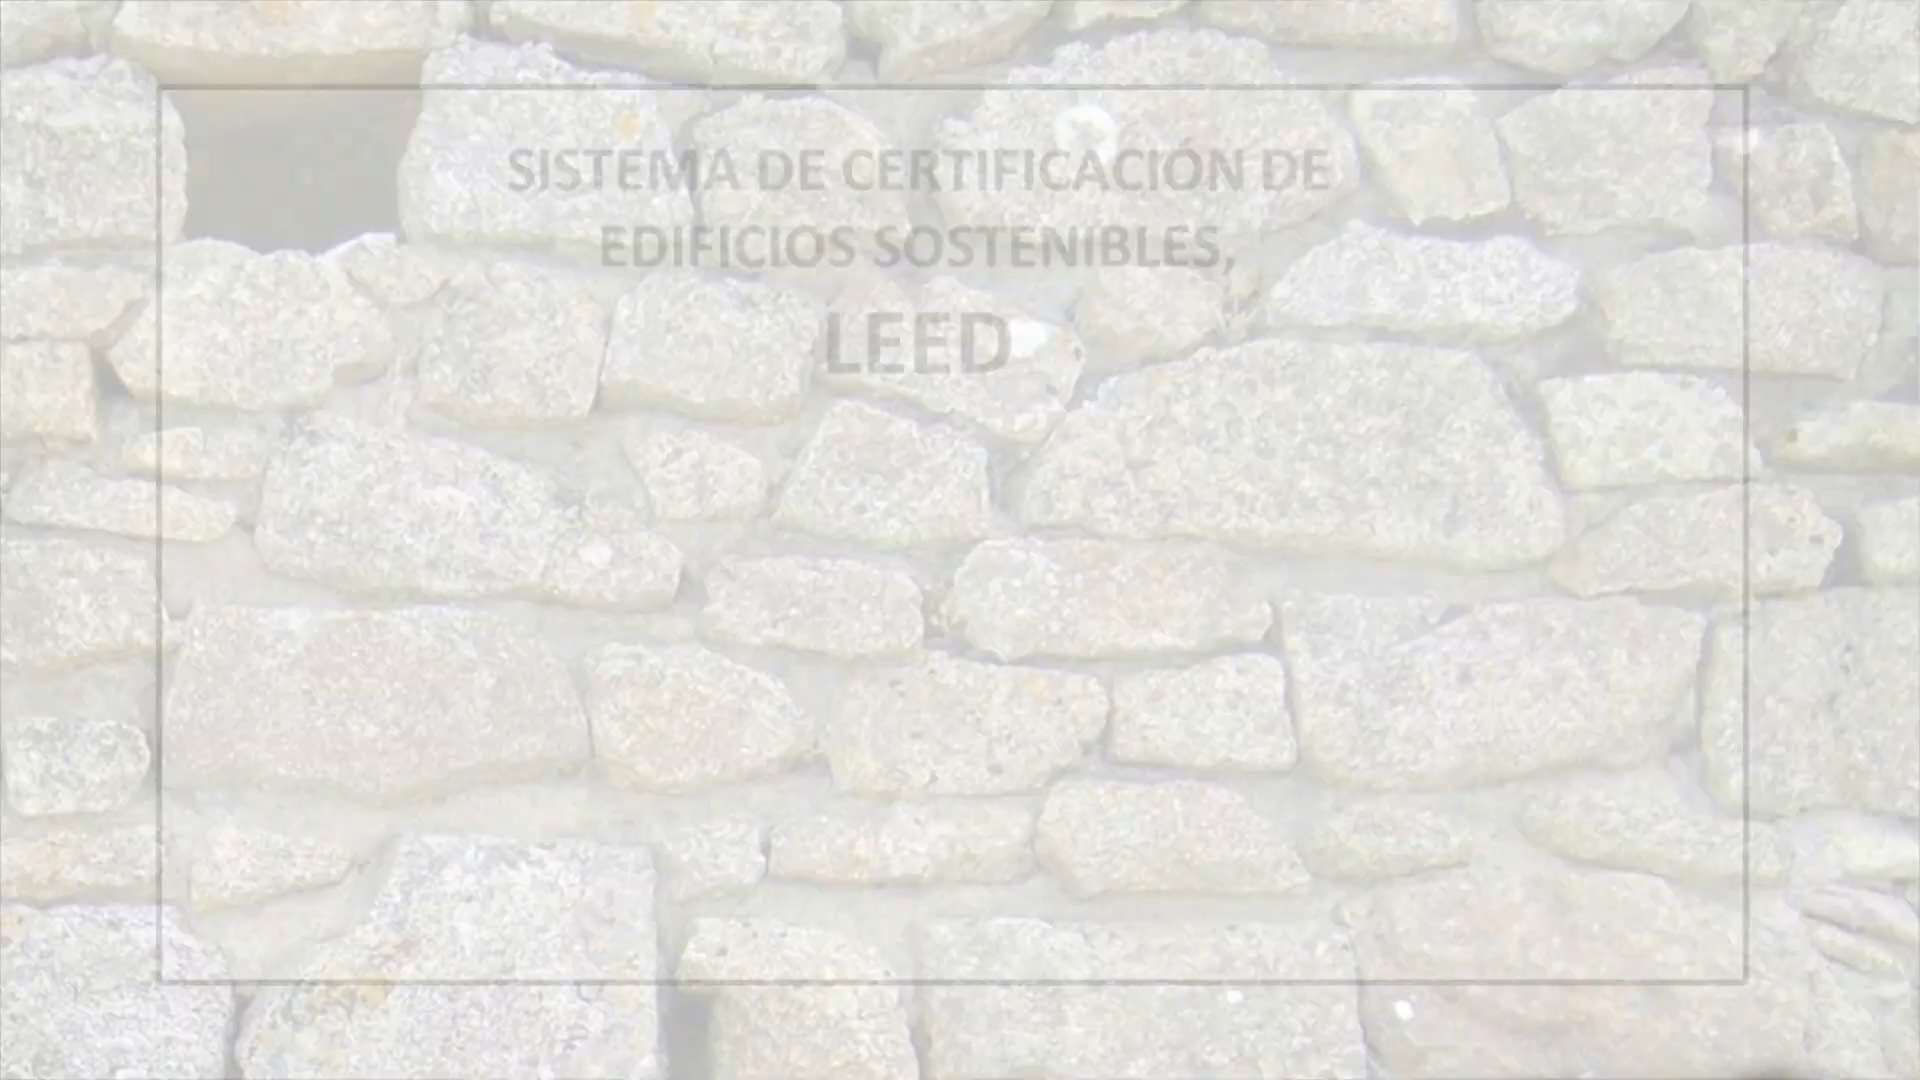 SISTEMA DE CERTIFICACIÓN DE
EDIFICIOS SOSTENIBLES,
LEED